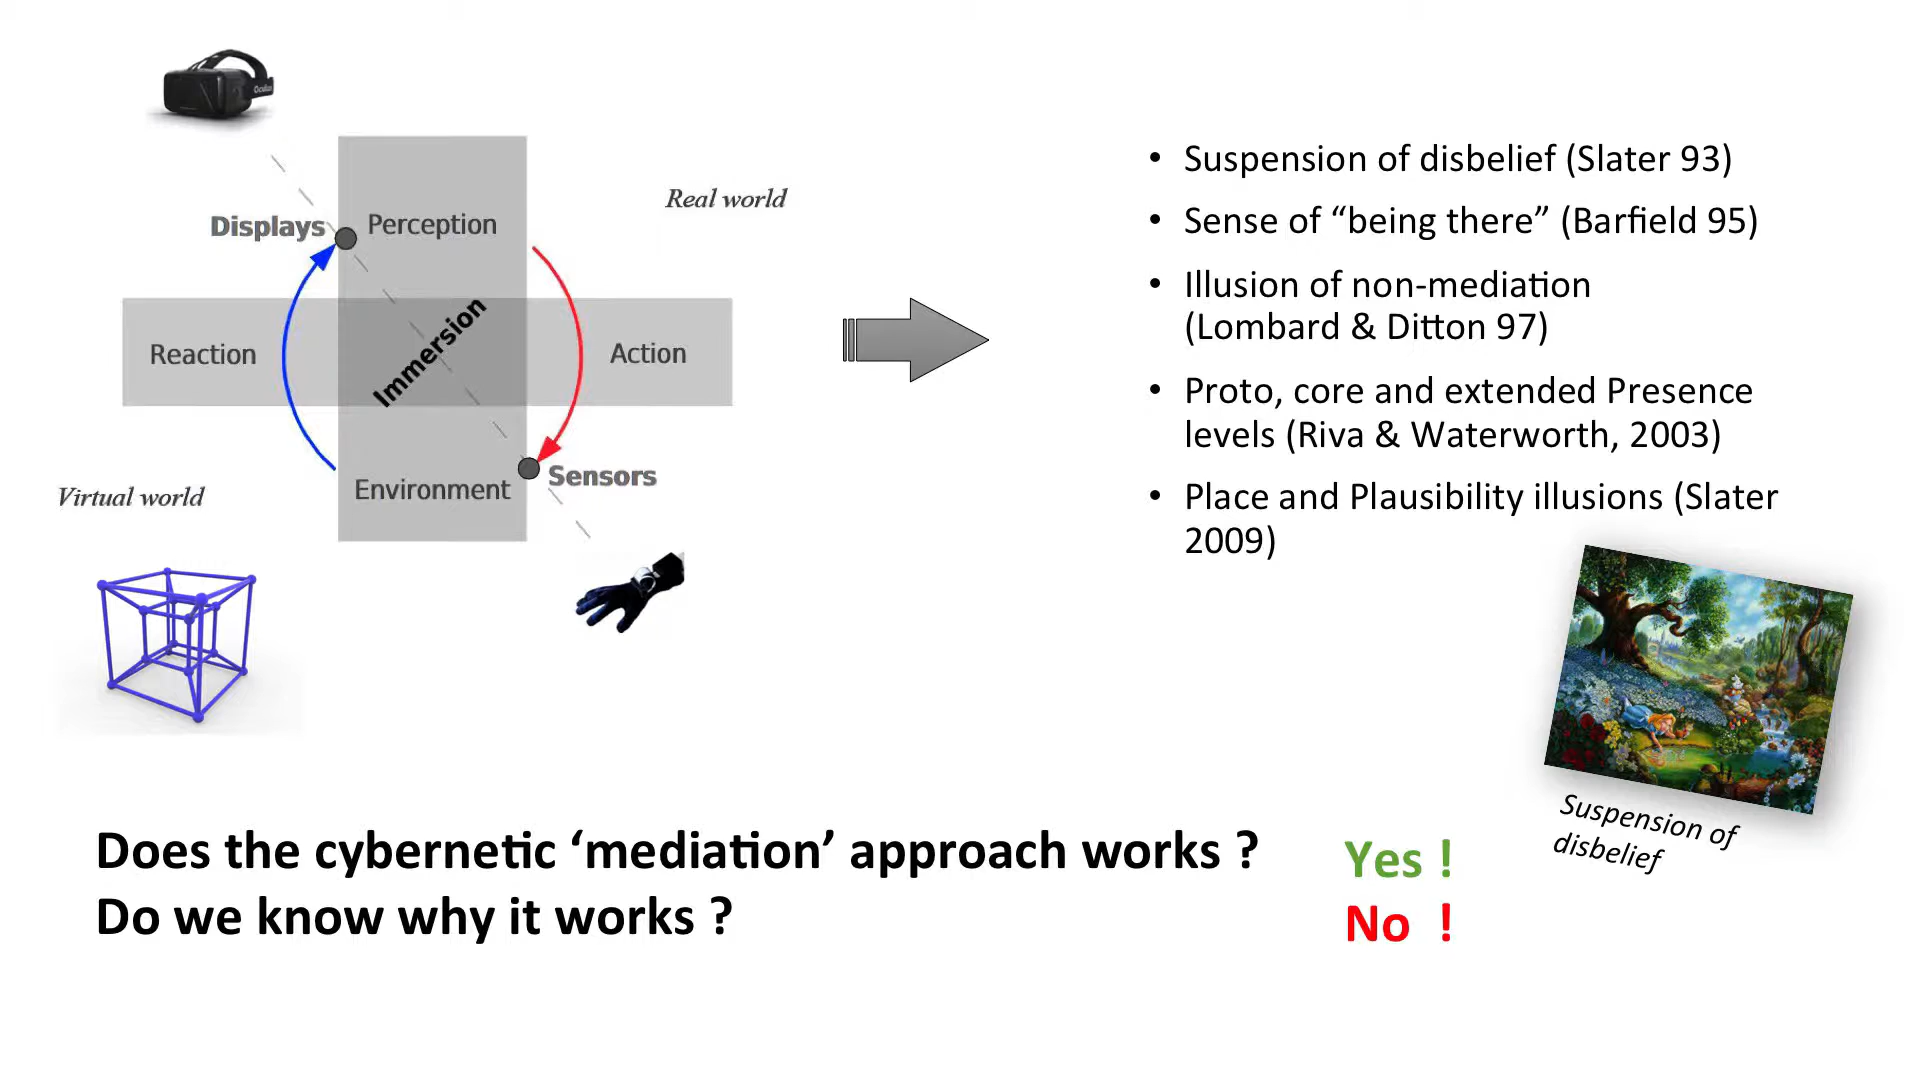 Displays
Perception
Real world
Reaction
Immersion
Action
Environment
Sensors
Virtual world
• Suspension of disbelief (Slater 93)
• Sense of “being there” (Barfield 95)
• Illusion of non-mediation
(Lombard & Ditton 97)
• Proto, core and extended Presence
levels (Riva & Waterworth, 2003)
• Place and Plausibility illusions (Slater
2009)
Suspension of
disbelief
Does the cybernetic ‘mediation’ approach works ?
Yes !
Do we know why it works ?
No !